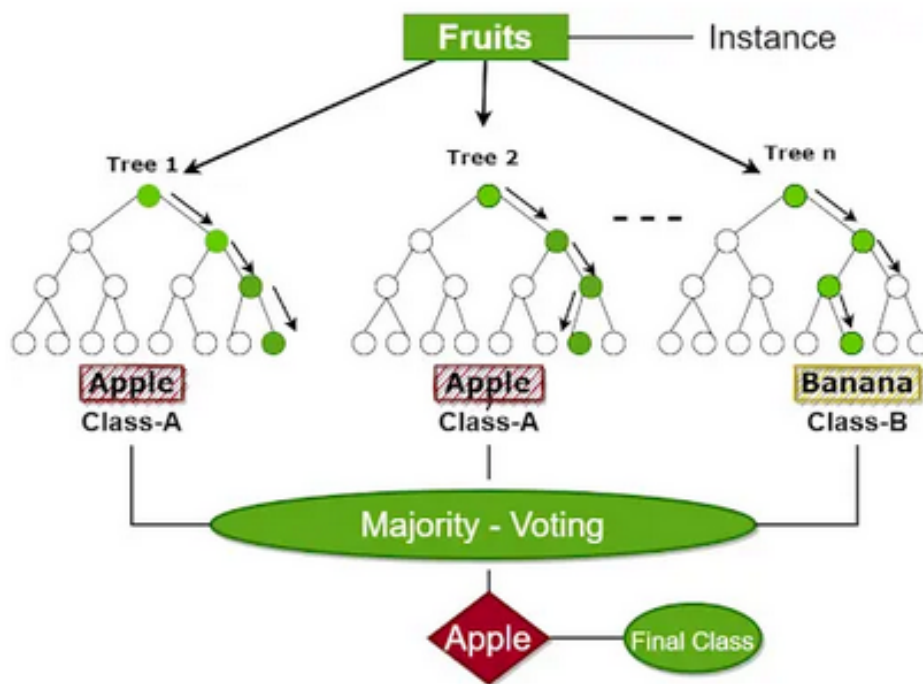 Fruits
Instance
Tree 1
Tree 2
Tree n
Apple
Class-A
Apple
Class-A
Banana
Class-B
Majority - Voting
Apple
Final Class